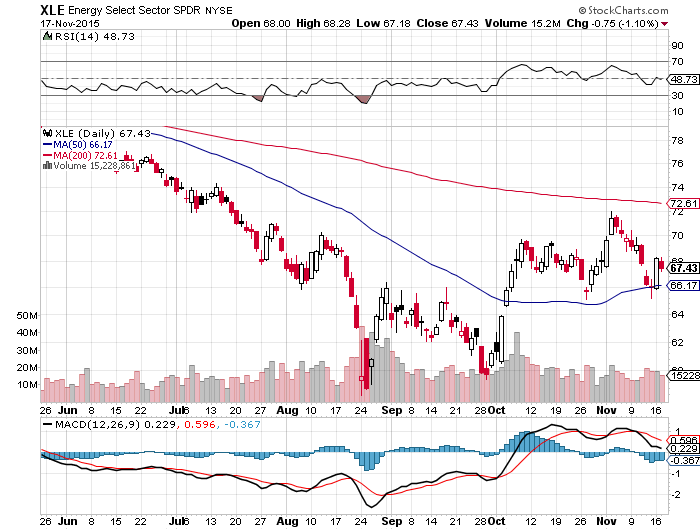 XLE Energy Select Sector SPDR NYSE © StockCharts.com
17-Nov-2015 Open 68.00 High 68.28 Low 67.18 Close 67.43 Volume 15.2M Chg -0.75 (-1.10%)
RSI(14) 48.73
90
70
50
48.73
30
10
XLE (Daily) 67.43
MA(50) 66.17
MA(200) 72.61
Volume 15,228,861
78
76
74
72.61
72
70
68
67.43
66.17
64
62
60
50M
40M
30M
20M
10M
15228
26 Jun 8 15 22 Jul 6 13 20 27 Aug 10 17 24 Sep 8 14 21 28 Oct 12 19 26 Nov 9 16
MACD(12,26,9) 0.229, 0.596, -0.367
1
0.596
0.229
-0.367
-1
-2
26 Jun 8 15 22 Jul 6 13 20 27 Aug 10 17 24 Sep 8 14 21 28 Oct 12 19 26 Nov 9 16